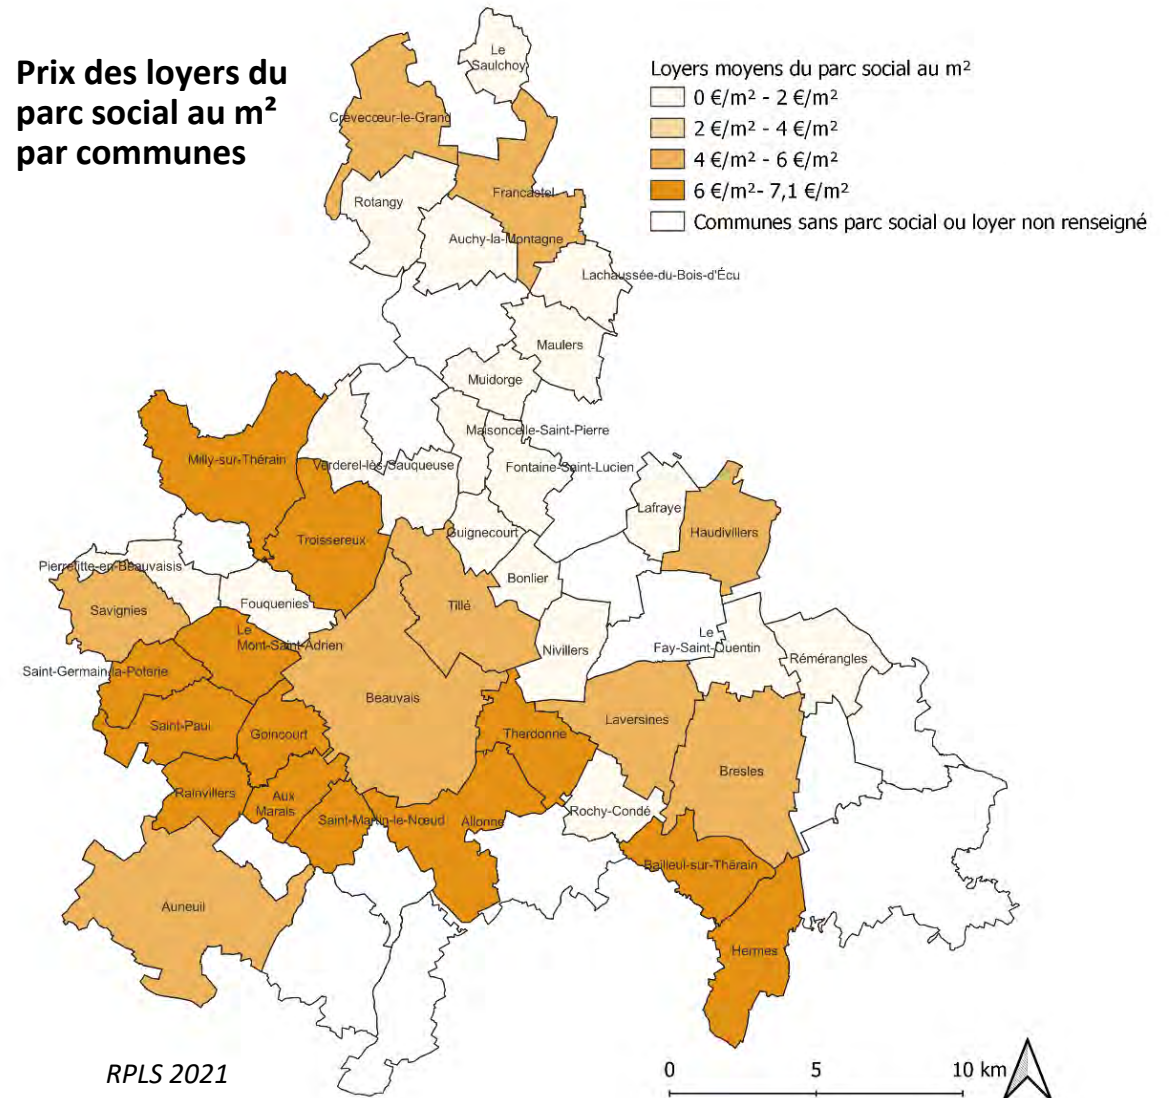 Prix des loyers du
parc social au m²
par communes
Loyers moyens du parc social au m²
0 €/m² - 2 €/m²
2 €/m² - 4 €/m²
4 €/m² - 6 €/m²
6 €/m²- 7,1 €/m²
Communes sans parc social ou loyer non renseigné
Le
Saulchoy
Crèvecœur-le-Grand
Francastel
Rotangy
Auchy-la-Montagne
Lachaussée-du-Bois-d'Écu
Maulers
Muidorge
Maisoncelle-Saint-Pierre
Milly-sur-Thérain
Verderel-lès-Sauqueuse
Fontaine-Saint-Lucien
Lafraye
Haudivillers
Guignecourt
Troissereux
Pierrefitte-en-Beauvaisis
Bonlier
Savignies
Fouquenies
Tillé
Le
Mont-Saint-Adrien
Nivillers
Le
Fay-Saint-Quentin
Rémérangles
Saint-Germain-la-Poterie
Beauvais
Saint-Paul
Goincourt
Therdonne
Laversines
Bresles
Rainvillers
Aux
Marais
Saint-Martin-le-Nœud
Allonne
Rochy-Condé
Bailleul-sur-Thérain
Auneuil
Hermes
RPLS 2021
0
5
10 km